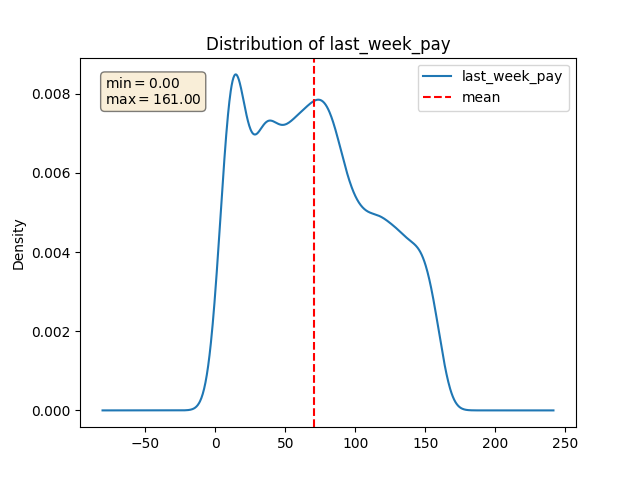 Distribution of last_week_pay
min = 0.00
max = 161.00
last_week_pay
mean
Density
0.008
0.006
0.004
0.002
0.000
−50
0
50
100
150
200
250